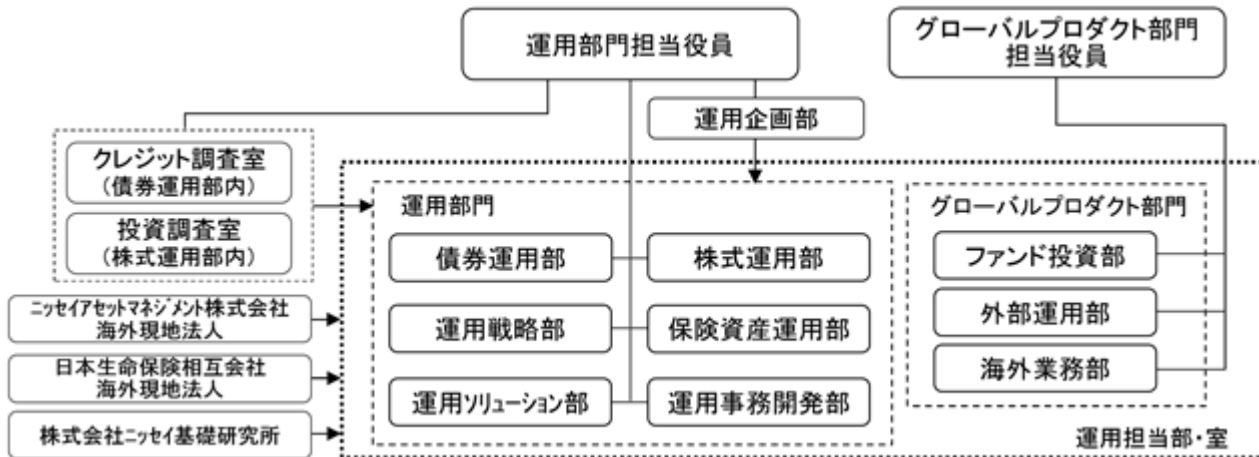 運用部門担当役員
グローバルプロダクト部門
担当役員
運用企画部
クレジット調査室
（債券運用部内）
投資調査室
（株式運用部内）
運用部門
債券運用部
株式運用部
運用戦略部
保険資産運用部
運用ソリューション部
運用事務開発部
グローバルプロダクト部門
ファンド投資部
外部運用部
海外業務部
ニッセイアセットマネジメント株式会社
海外現地法人
日本生命保険相互会社
海外現地法人
株式会社ニッセイ基礎研究所
運用担当部・室